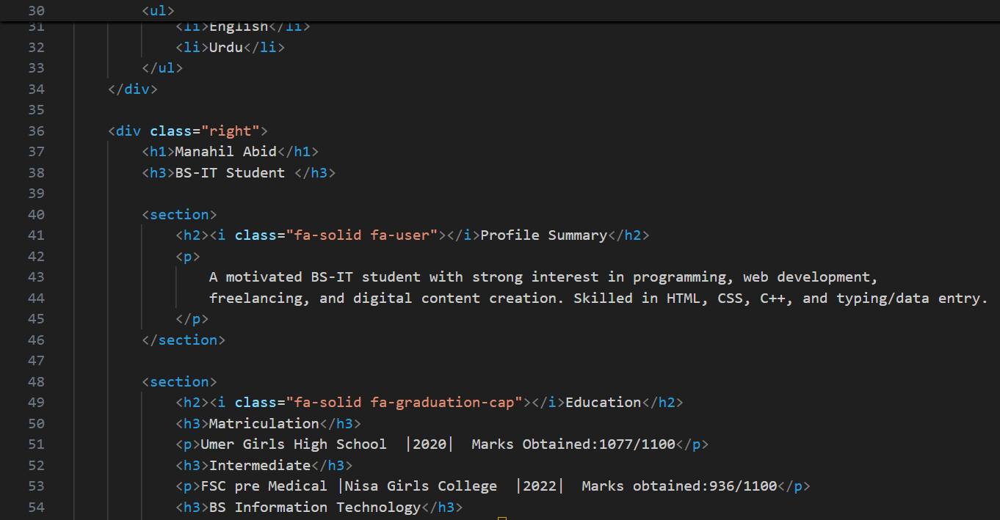 30 <ul>
31 <li>English</li>
32 <li>Urdu</li>
33 </ul>
34 </div>
35
36 <div class="right">
37 <h1>Manahil Abid</h1>
38 <h3>BS-IT Student </h3>
39
40 <section>
41 <h2><i class="fa-solid fa-user"></i>Profile Summary</h2>
42 <p>
43 A motivated BS-IT student with strong interest in programming, web development,
44 freelancing, and digital content creation. Skilled in HTML, CSS, C++, and typing/data entry.
45 </p>
46 </section>
47
48 <section>
49 <h2><i class="fa-solid fa-graduation-cap"></i>Education</h2>
50 <h3>Matriculation</h3>
51 <p>Umer Girls High School  |2020|  Marks Obtained:1077/1100</p>
52 <h3>Intermediate</h3>
53 <p>FSC pre Medical |Nisa Girls College  |2022|  Marks obtained:936/1100</p>
54 <h3>BS Information Technology</h3>